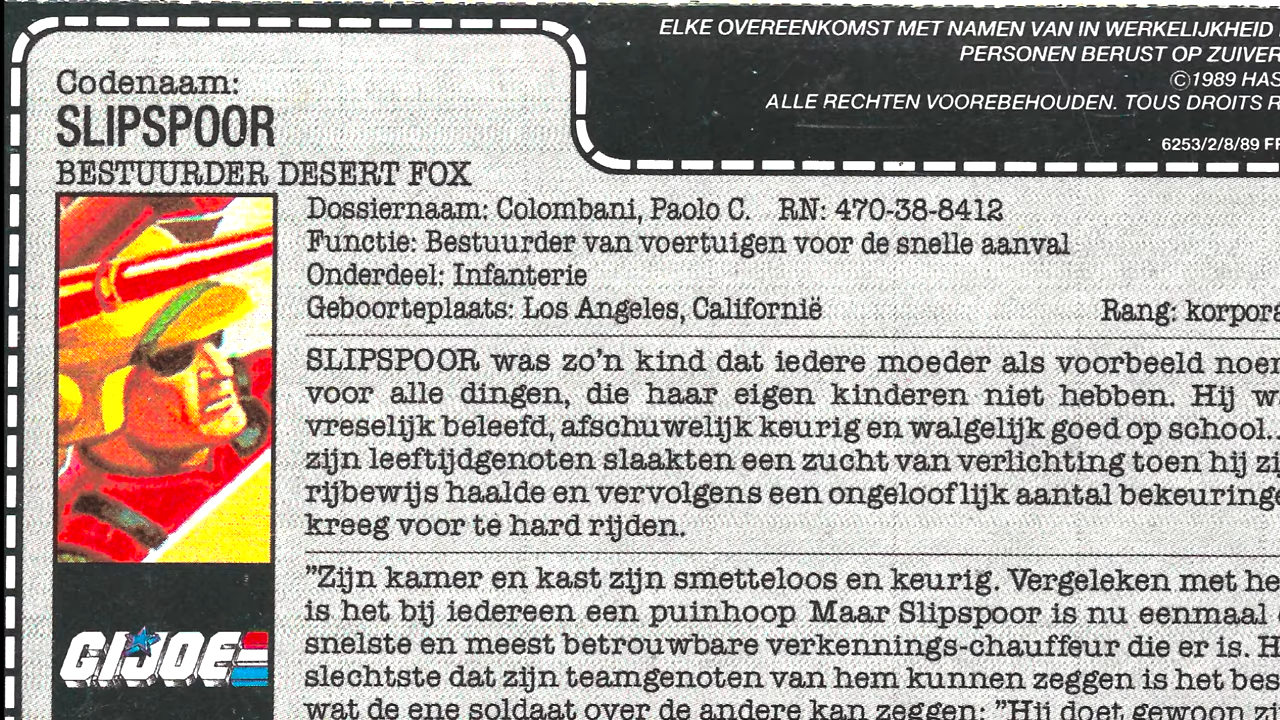 ELKE OVEREENKOMST MET NAMEN VAN IN WERKELIJKHEID
PERSONEN BERUST OP ZUIVER
©1989 HAS
ALLE RECHTEN VOOREBEHOUDEN. TOUS DROITS R
6253/2/8/89 FR
Codenaam:
SLIPSPOOR
BESTUURDER DESERT FOX
Dossiernaam: Colombani, Paolo C. RN: 470-38-8412
Functie: Bestuurder van voertuigen voor de snelle aanval
Onderdeel: Infanterie
Geboorteplaats: Los Angeles, Californië Rang: korpora
SLIPSPOOR was zo'n kind dat iedere moeder als voorbeeld noem
voor alle dingen, die haar eigen kinderen niet hebben. Hij w
vreselijk beleefd, afschuwelijk keurig en walgelijk goed op school..
zijn leeftijdgenoten slaakten een zucht van verlichting toen hij zi
rijbewijs haalde en vervolgens een ongelooflijk aantal bekeuring
kreeg voor te hard rijden.
"Zijn kamer en kast zijn smetteloos en keurig. Vergeleken met he
is het bij iedereen een puinhoop Maar Slipspoor is nu eenmaal
snelste en meest betrouwbare verkennings-chauffeur die er is. H
slechtste dat zijn teamgenoten van hem kunnen zeggen is het bes
wat de ene soldaat over de andere kan zeggen: "Hij doet gewoon zi
GI JOE